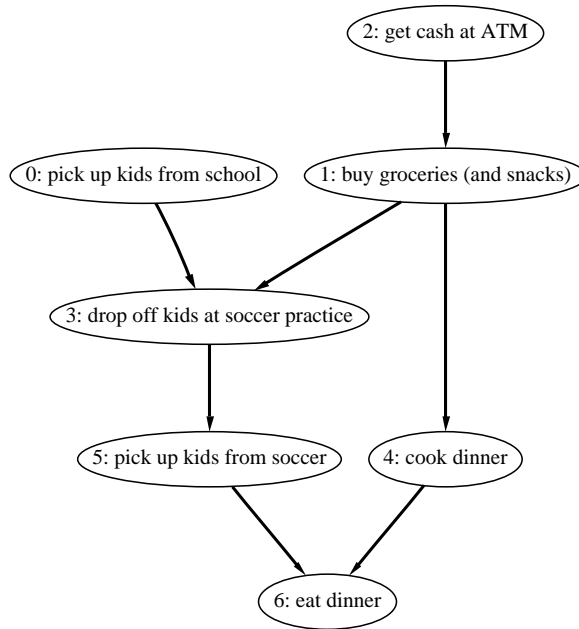 2: get cash at ATM
0: pick up kids from school
1: buy groceries (and snacks)
3: drop off kids at soccer practice
5: pick up kids from soccer
4: cook dinner
6: eat dinner